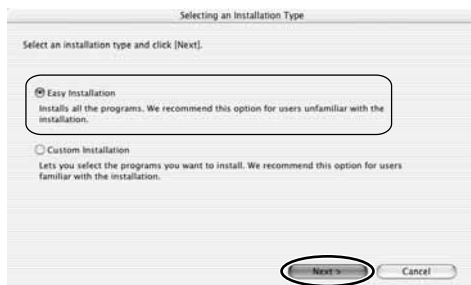 Selecting an Installation Type
Select an installation type and click [Next].
Easy Installation
Installs all the programs. We recommend this option for users unfamiliar with the
installation.
Custom Installation
Lets you select the programs you want to install. We recommend this option for users
familiar with the installation.
Next >
Cancel